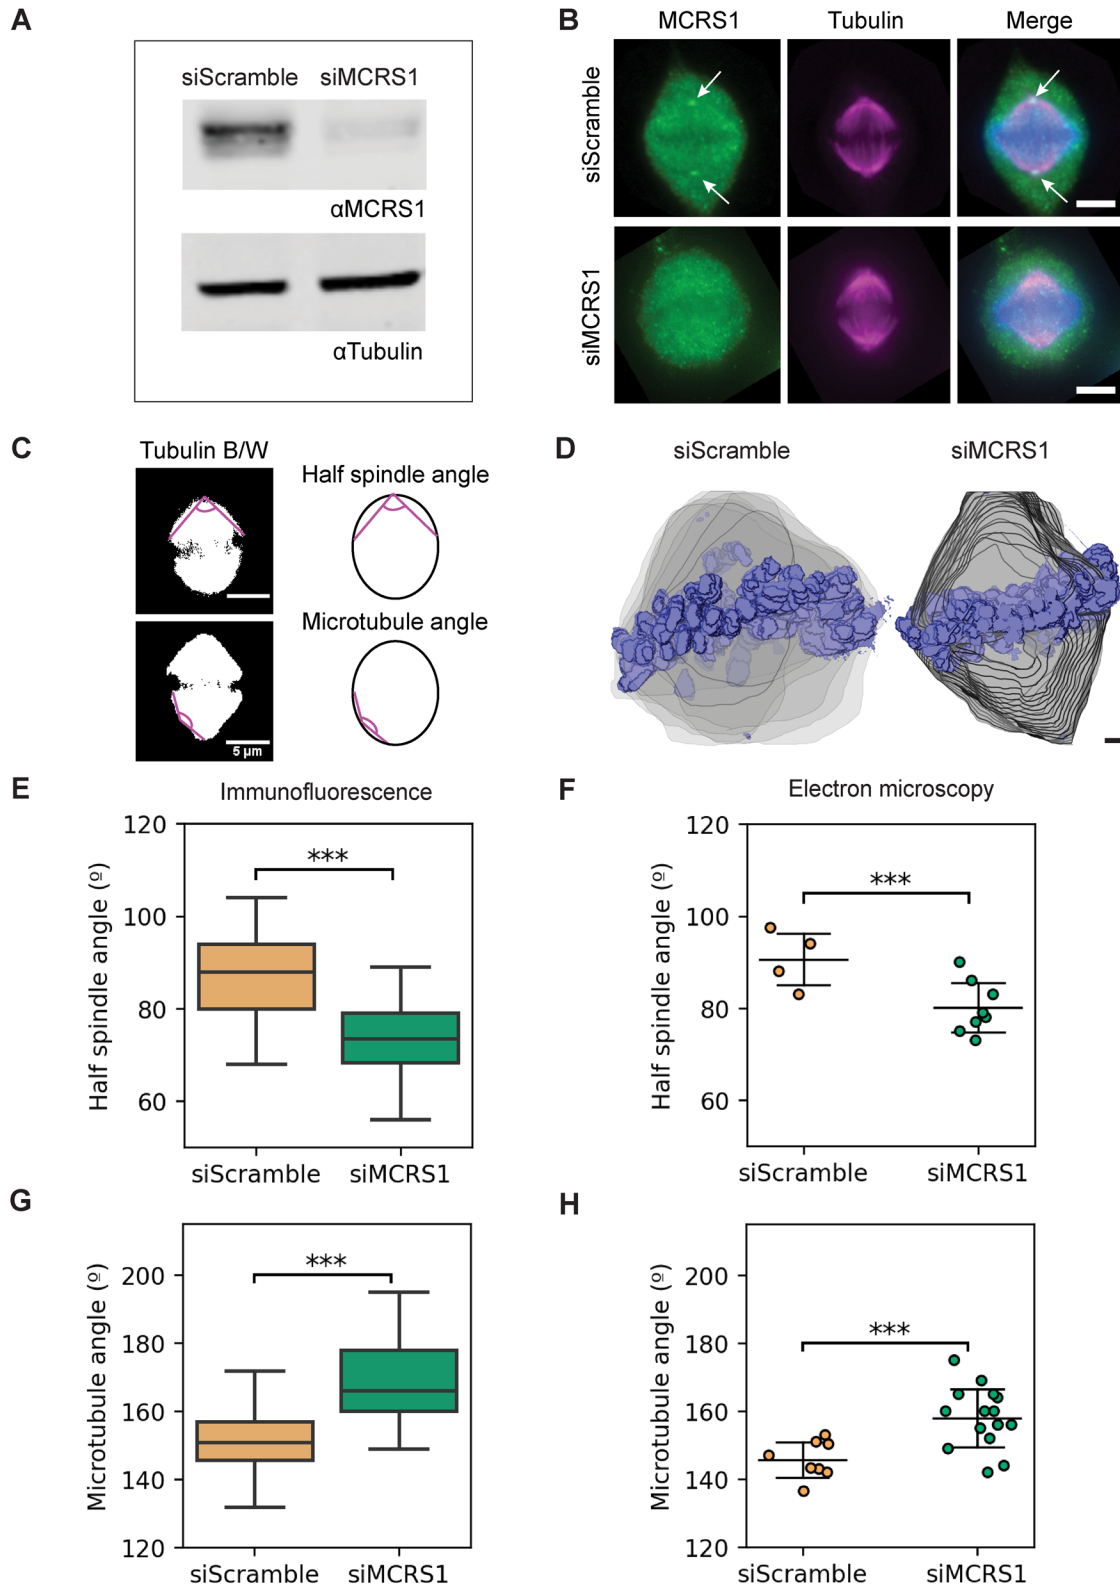 A
siScramble siMCRS1
αMCRS1
αTubulin
B
MCRS1 Tubulin Merge
siScramble
siMCRS1
C
Tubulin B/W
Half spindle angle
Microtubule angle
5 µm
D
siScramble siMCRS1
E
Immunofluorescence
Half spindle angle (º)
120
100
80
60
***
siScramble siMCRS1
F
Electron microscopy
Half spindle angle (º)
120
100
80
60
***
siScramble siMCRS1
G
Microtubule angle (º)
200
180
160
140
120
***
siScramble siMCRS1
H
Microtubule angle (º)
200
180
160
140
120
***
siScramble siMCRS1